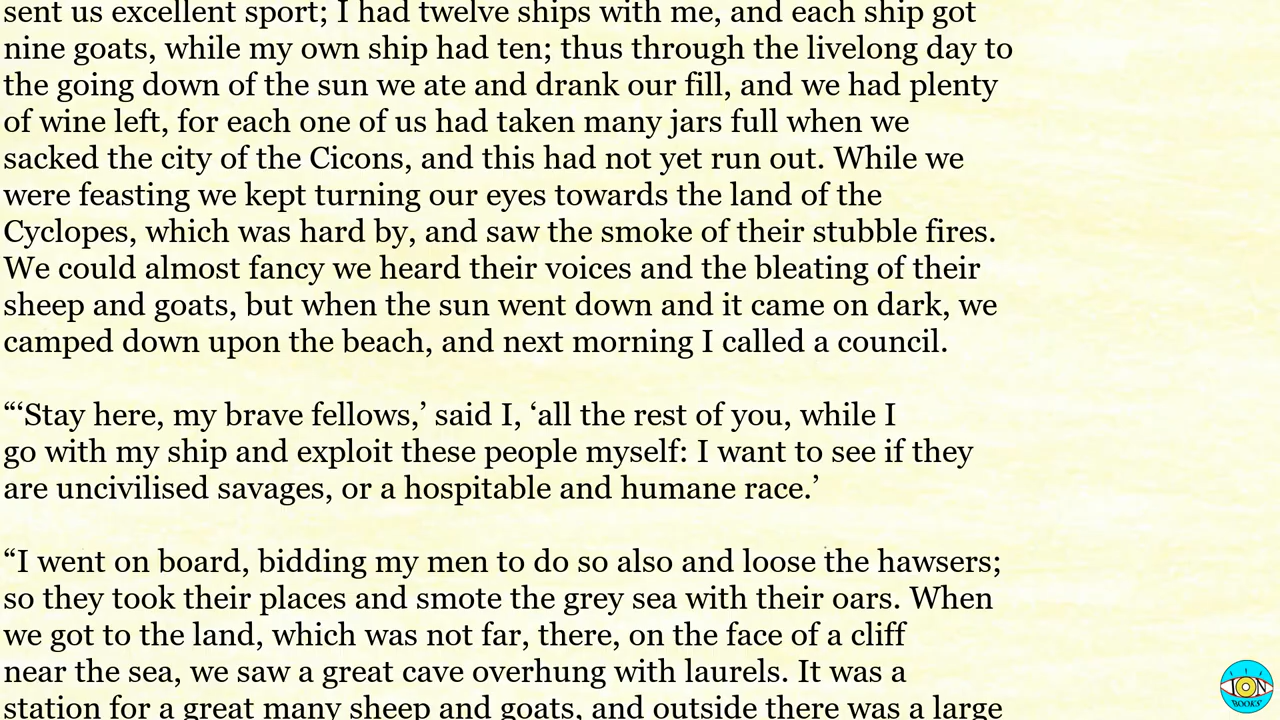 sent us excellent sport; I had twelve ships with me, and each ship got
nine goats, while my own ship had ten; thus through the livelong day to
the going down of the sun we ate and drank our fill, and we had plenty
of wine left, for each one of us had taken many jars full when we
sacked the city of the Cicons, and this had not yet run out. While we
were feasting we kept turning our eyes towards the land of the
Cyclopes, which was hard by, and saw the smoke of their stubble fires.
We could almost fancy we heard their voices and the bleating of their
sheep and goats, but when the sun went down and it came on dark, we
camped down upon the beach, and next morning I called a council.
“‘Stay here, my brave fellows,’ said I, ‘all the rest of you, while I
go with my ship and exploit these people myself: I want to see if they
are uncivilised savages, or a hospitable and humane race.’
“I went on board, bidding my men to do so also and loose the hawsers;
so they took their places and smote the grey sea with their oars. When
we got to the land, which was not far, there, on the face of a cliff
near the sea, we saw a great cave overhung with laurels. It was a
station for a great many sheep and goats, and outside there was a large
ION
BOOKS